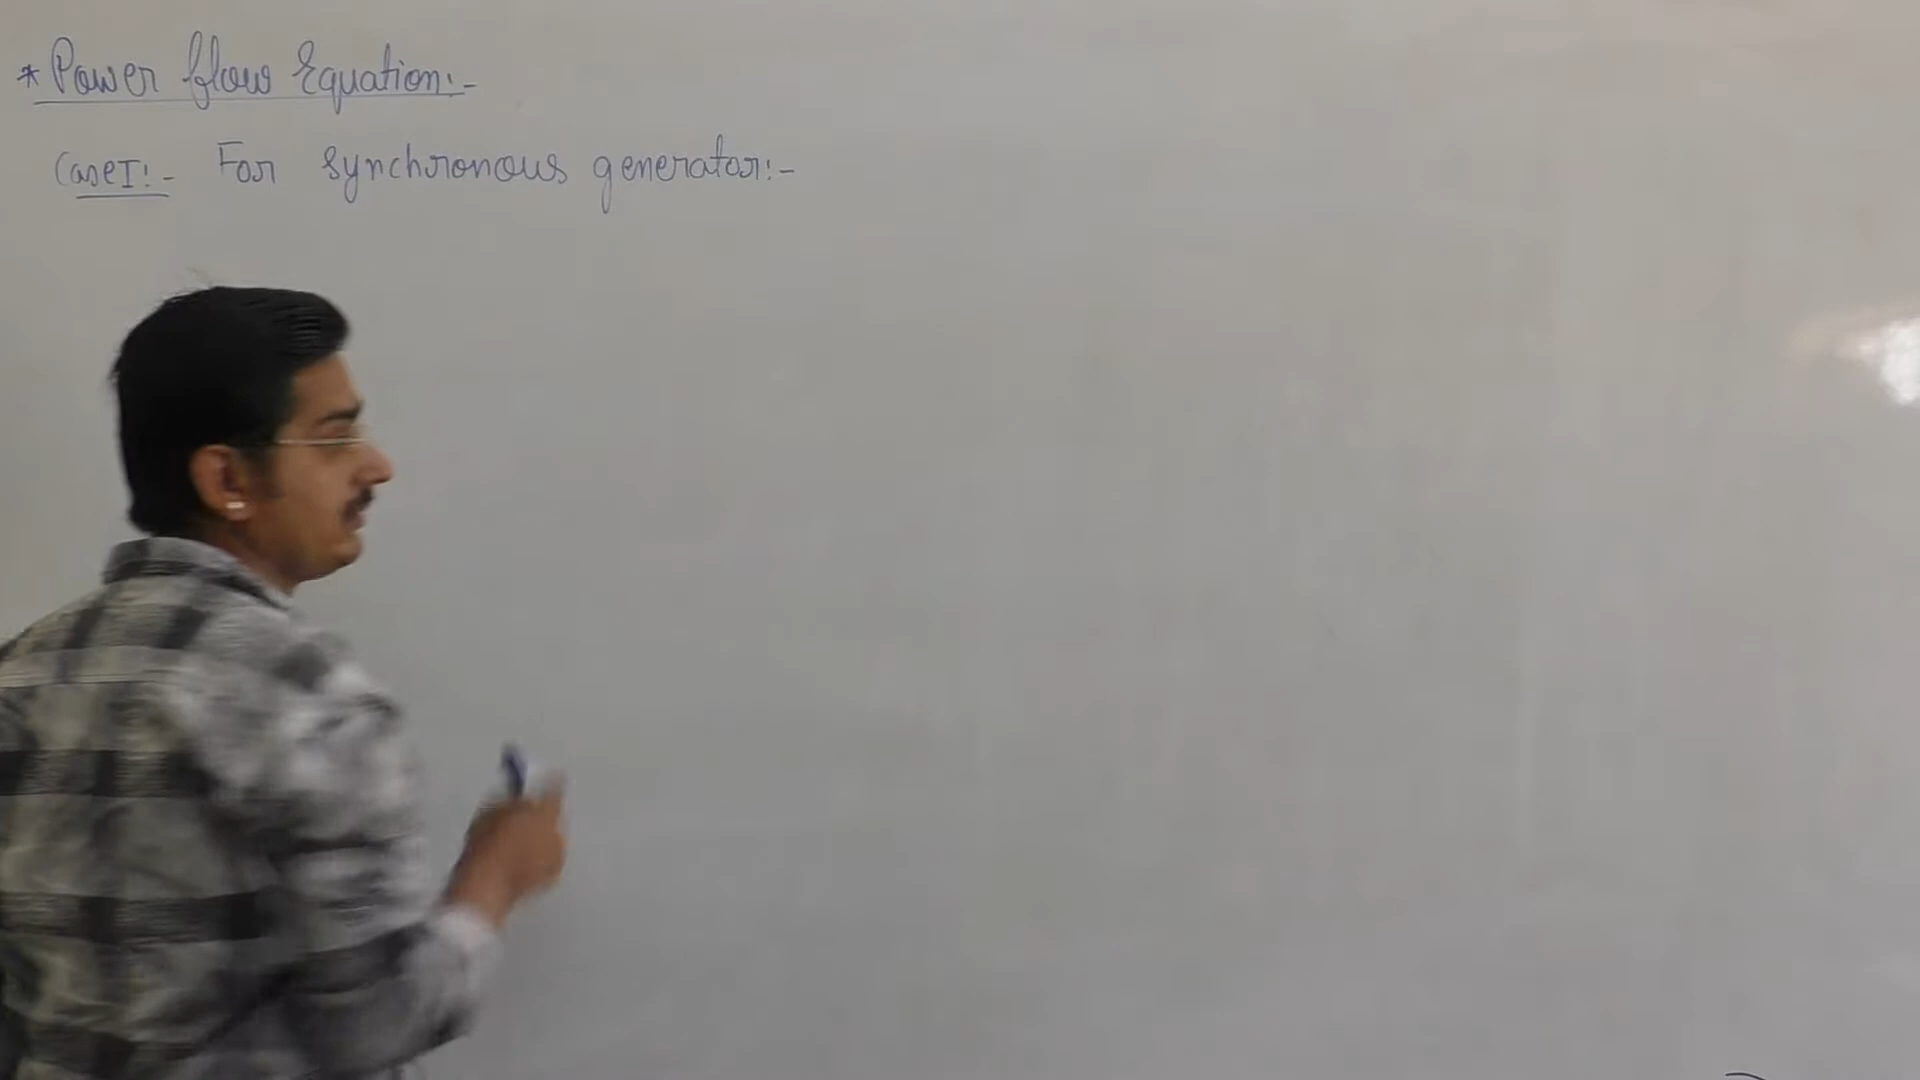 * Power flow Equation:-
Case I:- For synchronous generator:-